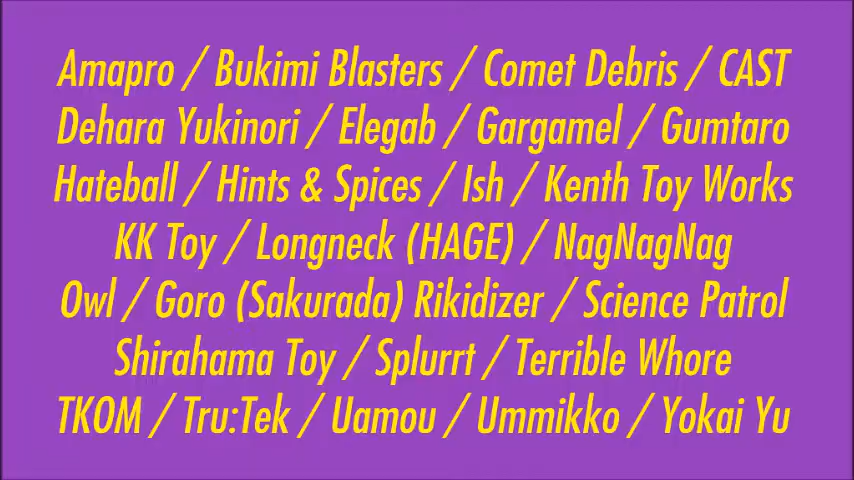 Amapro / Bukimi Blasters / Comet Debris / CAST
Dehara Yukinori / Elegab / Gargamel / Gumtaro
Hateball / Hints & Spices / Ish / Kenth Toy Works
KK Toy / Longneck (HAGE) / NagNagNag
Owl / Goro (Sakurada) Rikidizer / Science Patrol
Shirahama Toy / Splurrt / Terrible Whore
TKOM / Tru:Tek / Uamou / Ummikko / Yokai Yu